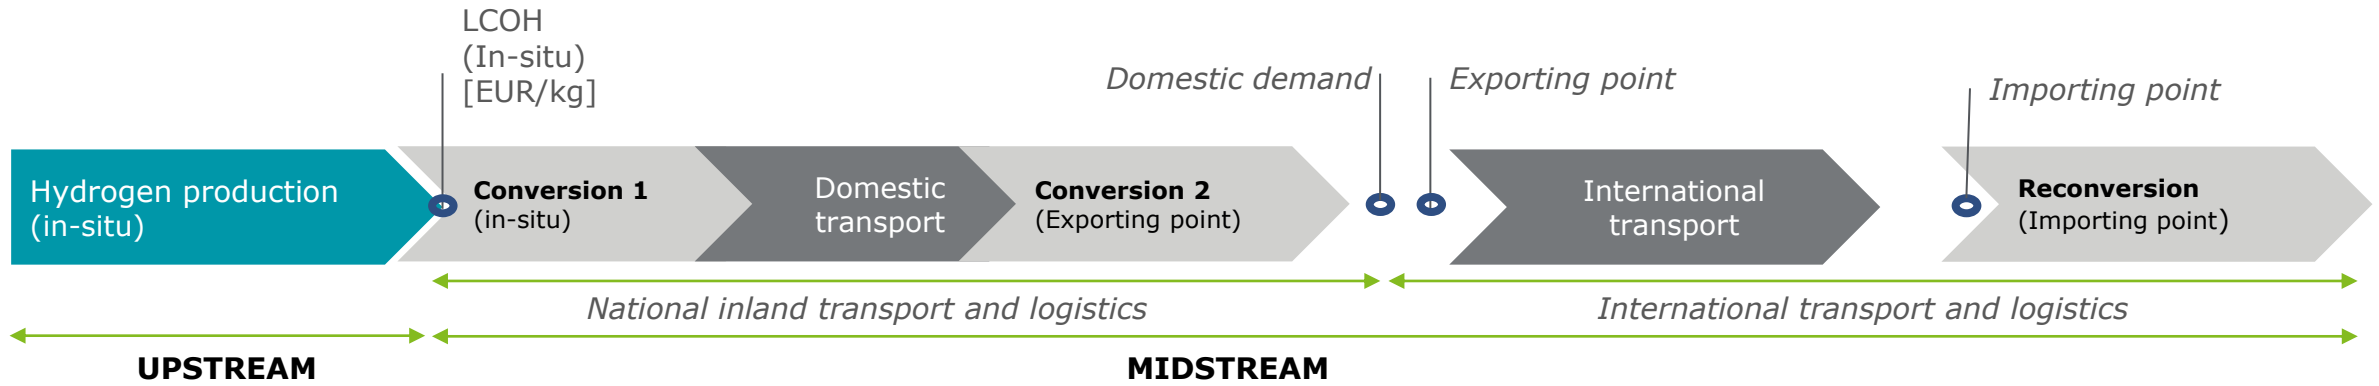 LCOH
(In-situ)
[EUR/kg]
Domestic demand
Exporting point
Importing point
Hydrogen production
(in-situ)
Conversion 1
(in-situ)
Domestic
transport
Conversion 2
(Exporting point)
International
transport
Reconversion
(Importing point)
National inland transport and logistics
International transport and logistics
UPSTREAM
MIDSTREAM